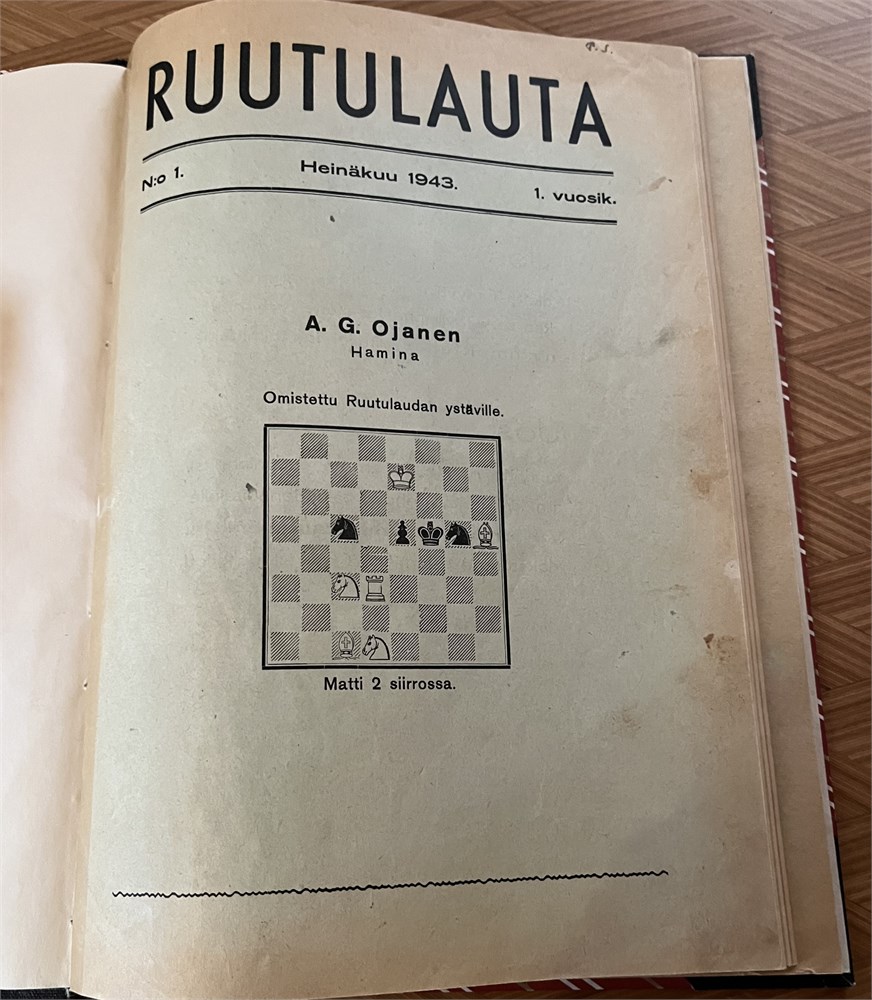 P. S.
RUUTULAUTA
N:o 1. Heinäkuu 1943. 1. vuosik.
A. G. Ojanen
Hamina
Omistettu Ruutulaudan ystäville.
Matti 2 siirrossa.